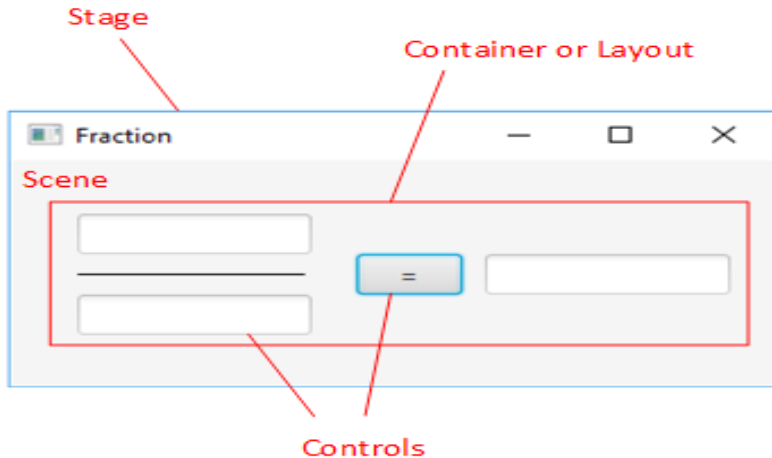 Stage
Container or Layout
Fraction
Scene
=
Controls